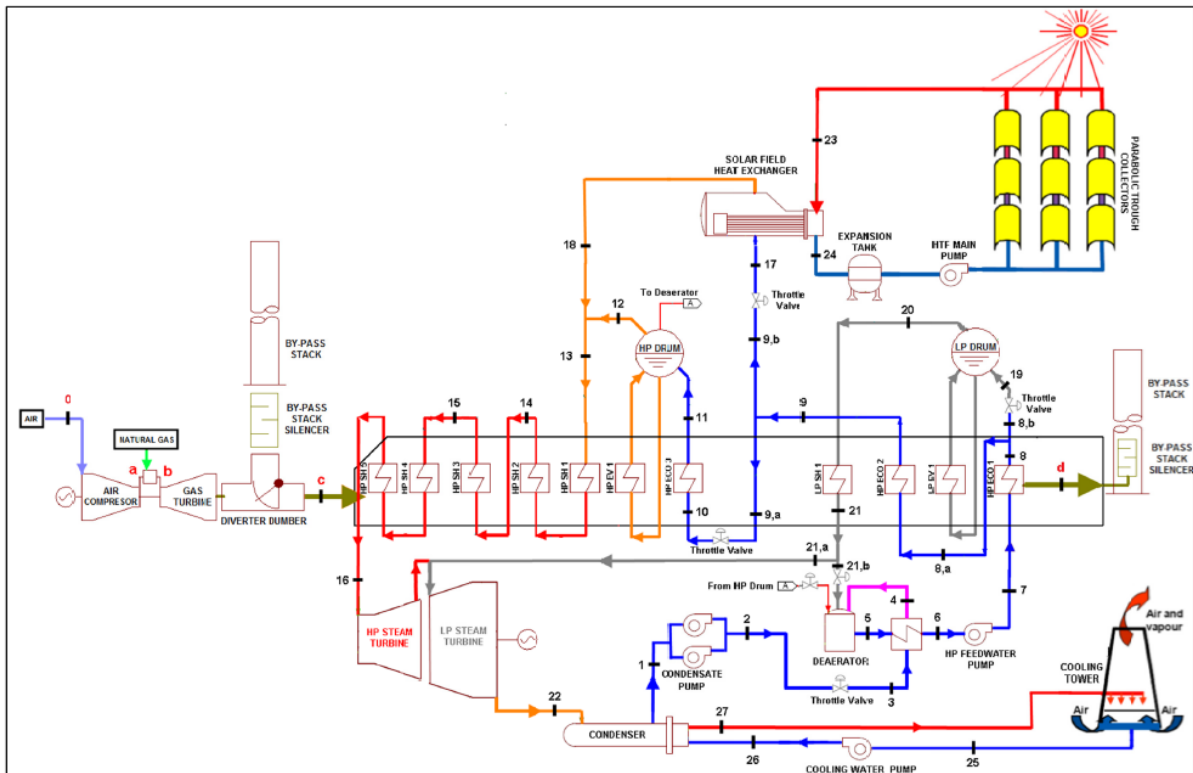 23
SOLAR FIELD
HEAT EXCHANGER
PARABOLIC TROUGH
COLLECTORS
EXPANSION
TANK
HTF MAIN
PUMP
18
24
17
To Deserator
A
Throttle
Valve
12
20
BY-PASS
STACK
HP DRUM
LP DRUM
9,b
13
19
BY-PASS
STACK
Throttle
Valve
0
AIR
BY-PASS
STACK
SILENCER
15
14
11
9
8,b
NATURAL GAS
a
b
8
BY-PASS
STACK
SILENCER
AIR
COMPRESOR
GAS
TURBINE
c
DIVERTER DUMBER
HP SH 5
HP SH 4
HP SH 3
HP SH 2
HP SH 1
HP EV 1
HP ECO 3
LP SH 1
HP ECO 2
LP EV 1
HP ECO 1
d
10
9,a
21
Throttle Valve
8,a
21,a
21,b
16
From HP Drum
A
4
7
Air and
vapour
HP STEAM
TURBINE
LP STEAM
TURBINE
2
5
6
DEAERATOR
HP FEEDWATER
PUMP
1
CONDENSATE
PUMP
COOLING
TOWER
Throttle Valve
3
22
27
Air
Air
CONDENSER
26
25
COOLING WATER PUMP